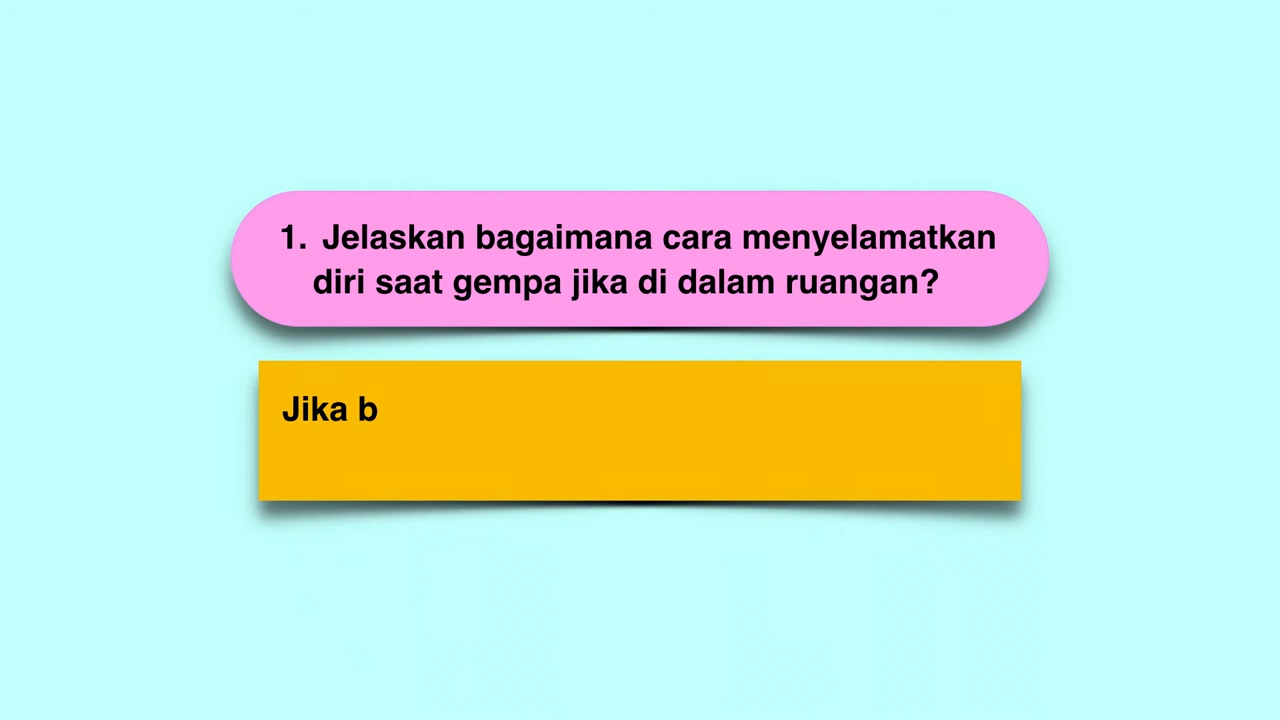 1. Jelaskan bagaimana cara menyelamatkan
diri saat gempa jika di dalam ruangan?
Jika b